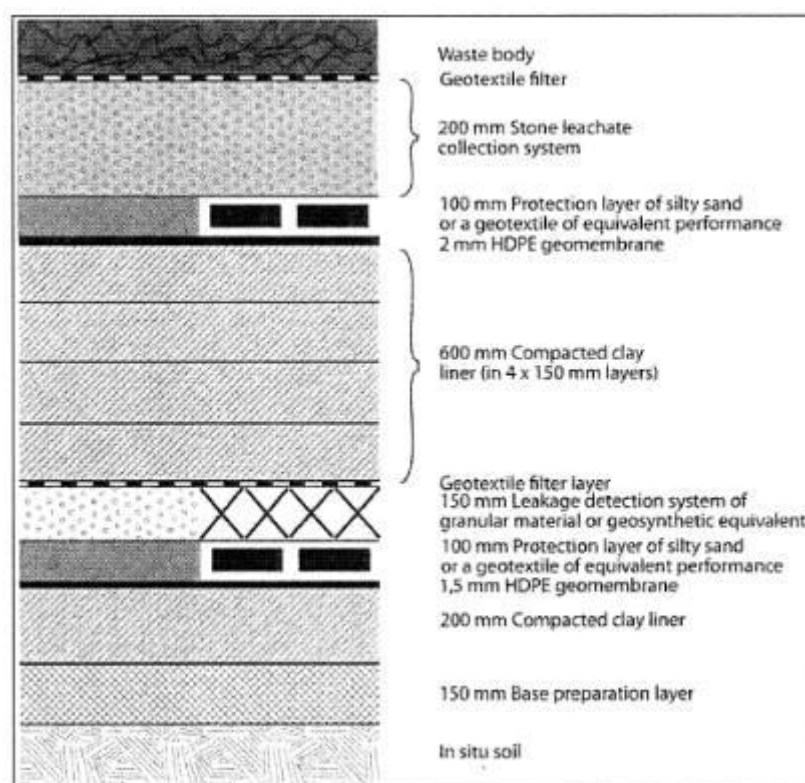 Waste body
Geotextile filter
200 mm Stone leachate
collection system
100 mm Protection layer of silty sand
or a geotextile of equivalent performance
2 mm HDPE geomembrane
600 mm Compacted clay
liner (in 4 x 150 mm layers)
Geotextile filter layer
150 mm Leakage detection system of
granular material or geosynthetic equivalent
100 mm Protection layer of silty sand
or a geotextile of equivalent performance
1,5 mm HDPE geomembrane
200 mm Compacted clay liner
150 mm Base preparation layer
In situ soil